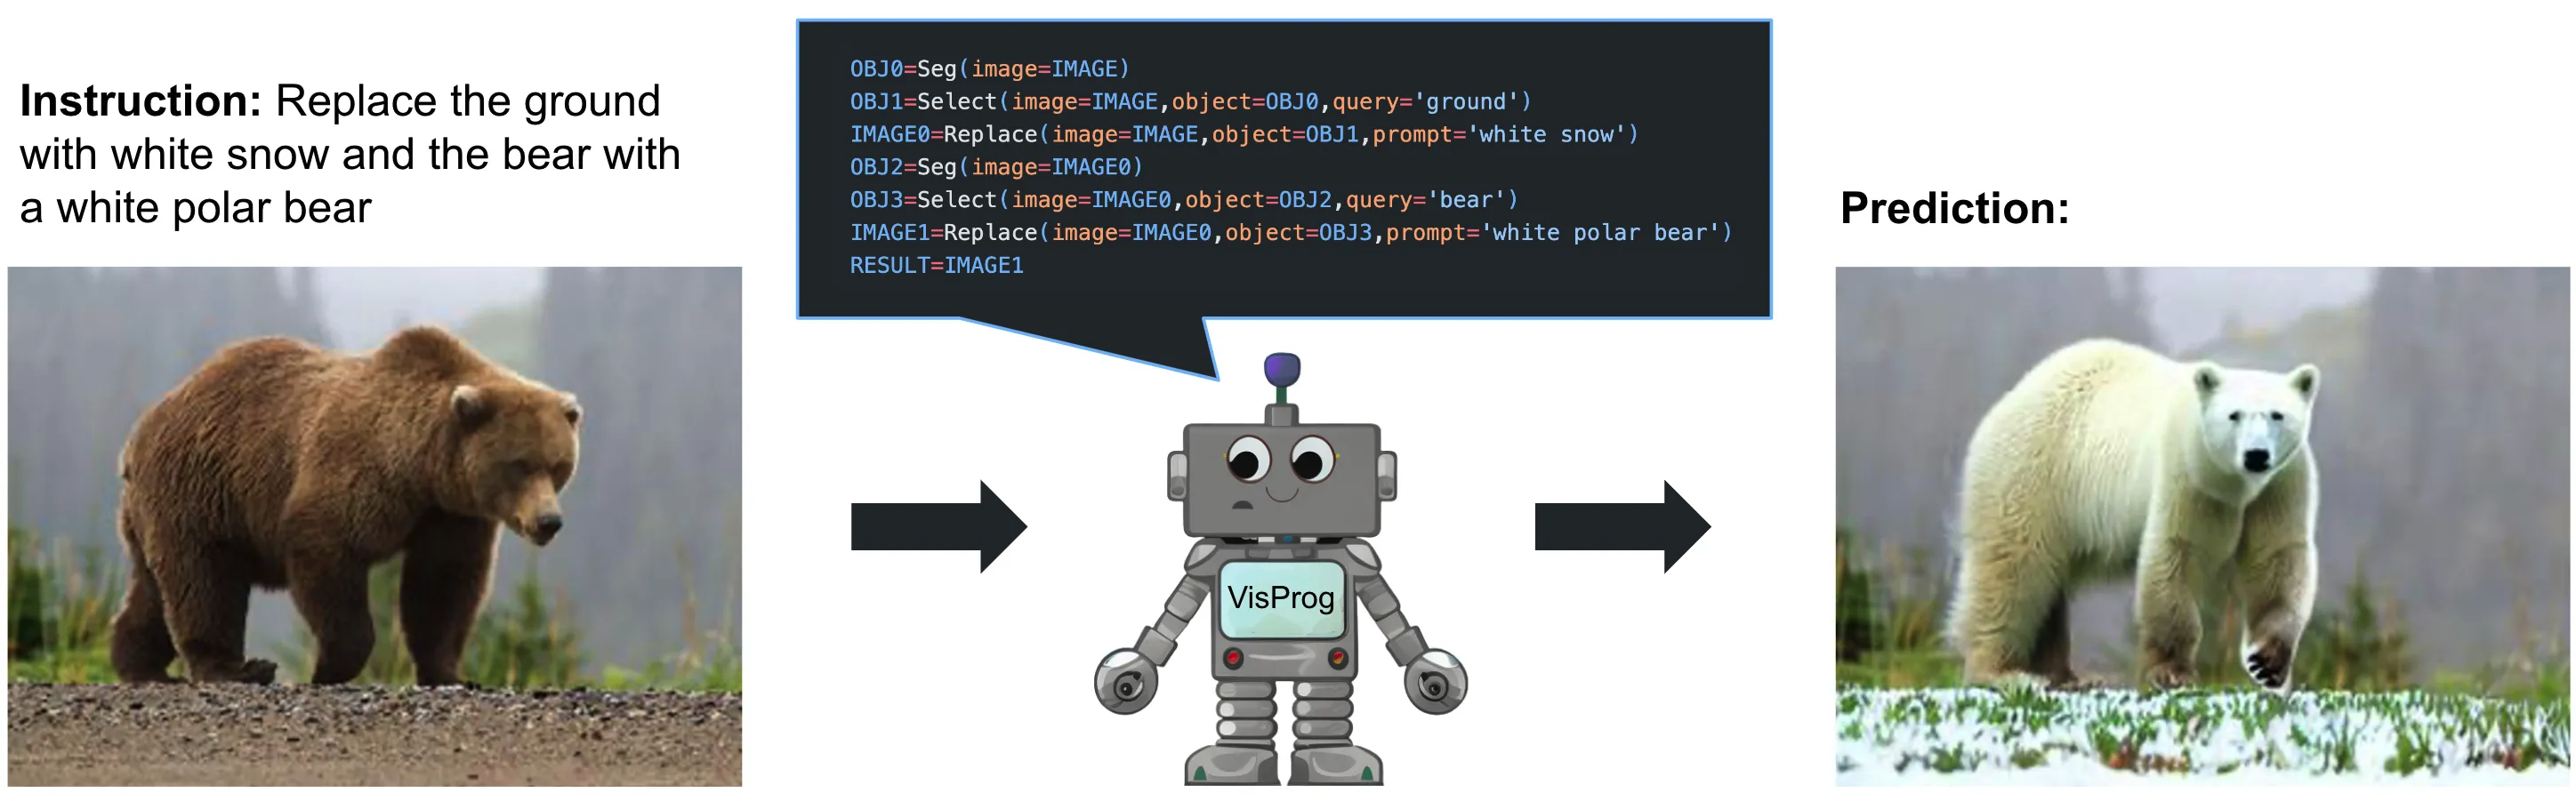 Instruction: Replace the ground
with white snow and the bear with
a white polar bear
OBJ0=Seg(image=IMAGE)
OBJ1=Select(image=IMAGE,object=OBJ0,query='ground')
IMAGE0=Replace(image=IMAGE,object=OBJ1,prompt='white snow')
OBJ2=Seg(image=IMAGE0)
OBJ3=Select(image=IMAGE0,object=OBJ2,query='bear')
IMAGE1=Replace(image=IMAGE0,object=OBJ3,prompt='white polar bear')
RESULT=IMAGE1
VisProg
Prediction: